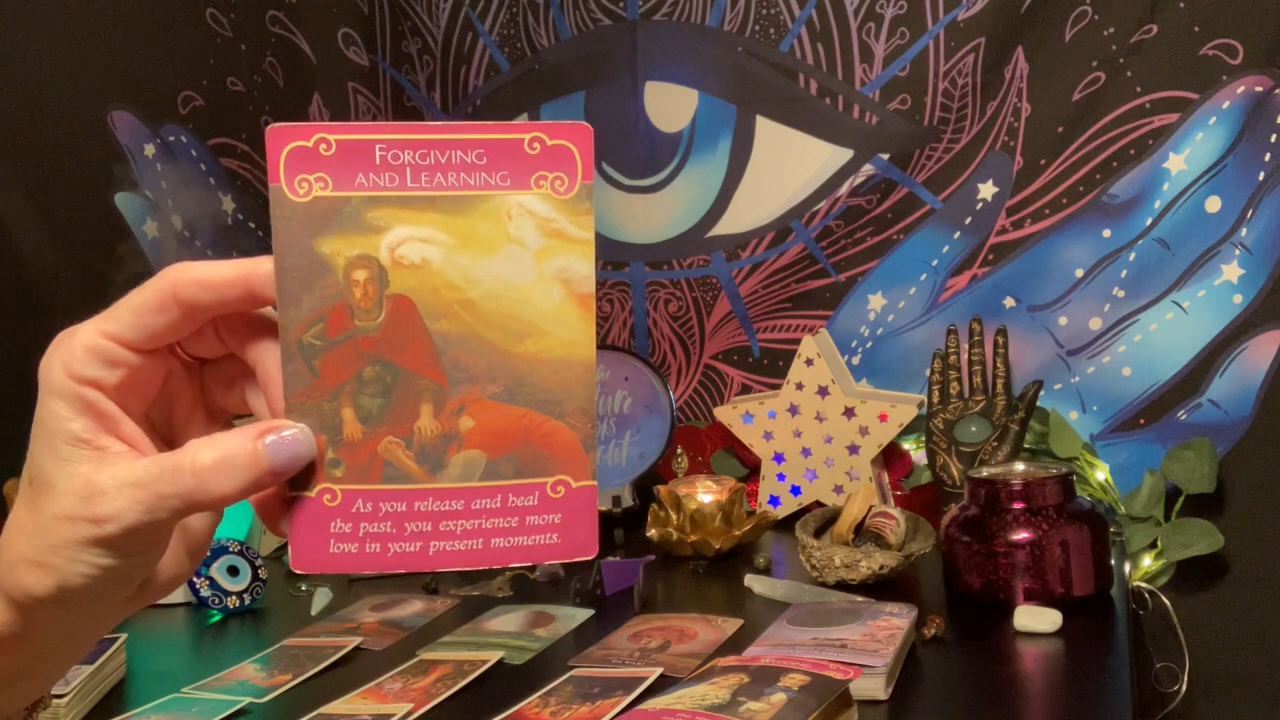 FORGIVING
AND LEARNING
As you release and heal
the past, you experience more
love in your present moments.